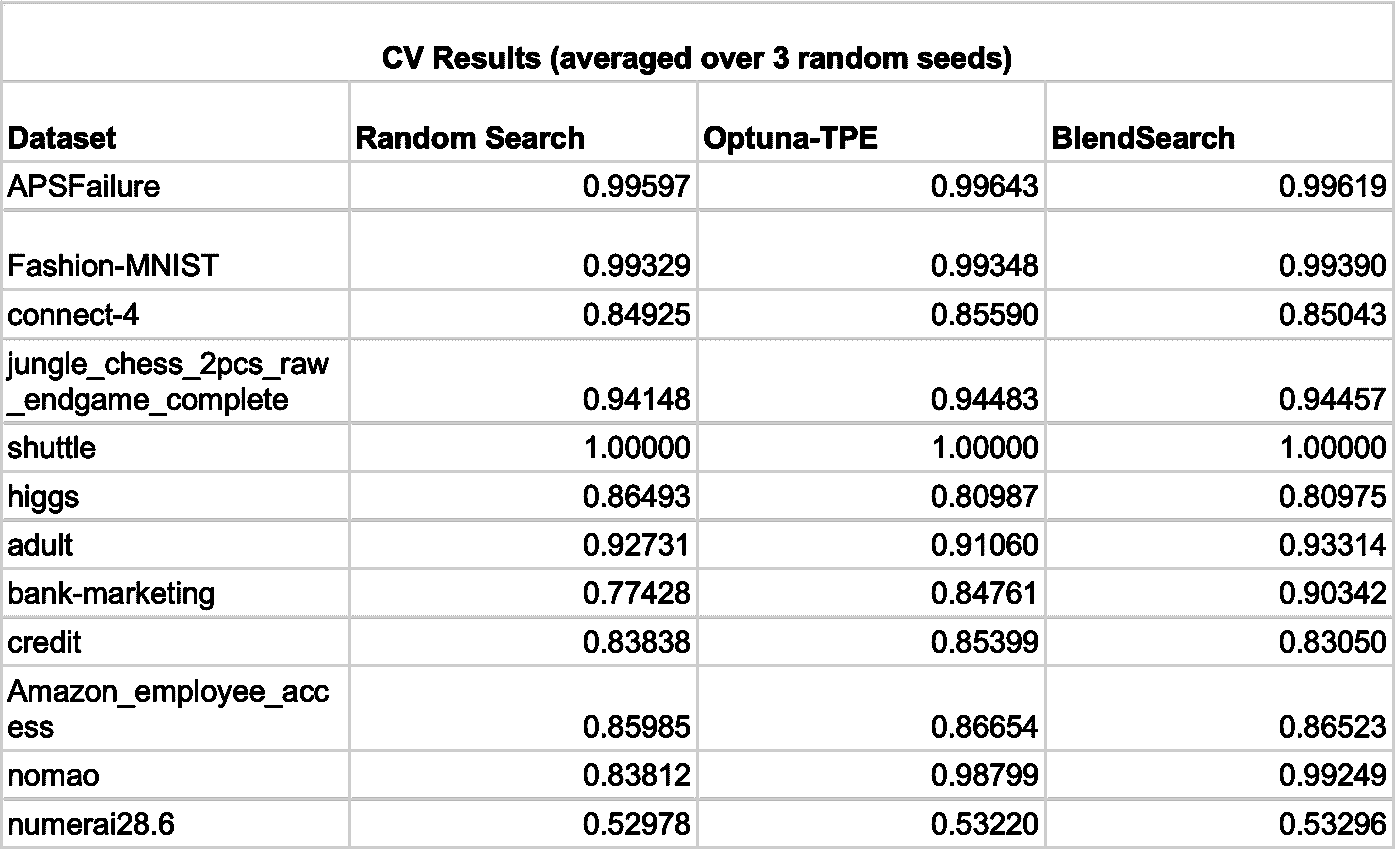 CV Results (averaged over 3 random seeds)
Dataset Random Search Optuna-TPE BlendSearch
APSFailure 0.99597 0.99643 0.99619
Fashion-MNIST 0.99329 0.99348 0.99390
connect-4 0.84925 0.85590 0.85043
jungle_chess_2pcs_raw
_endgame_complete 0.94148 0.94483 0.94457
shuttle 1.00000 1.00000 1.00000
higgs 0.86493 0.80987 0.80975
adult 0.92731 0.91060 0.93314
bank-marketing 0.77428 0.84761 0.90342
credit 0.83838 0.85399 0.83050
Amazon_employee_acc
ess 0.85985 0.86654 0.86523
nomao 0.83812 0.98799 0.99249
numerai28.6 0.52978 0.53220 0.53296